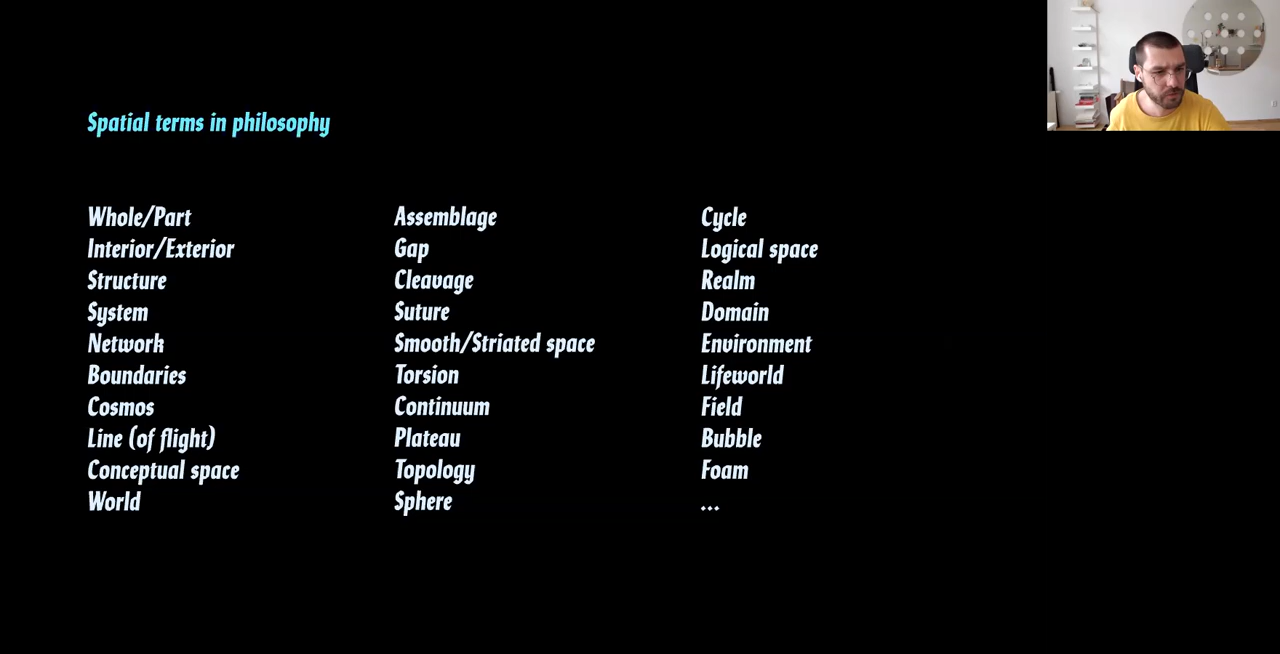 Spatial terms in philosophy
Whole/Part
Interior/Exterior
Structure
System
Network
Boundaries
Cosmos
Line (of flight)
Conceptual space
World
Assemblage
Gap
Cleavage
Suture
Smooth/Striated space
Torsion
Continuum
Plateau
Topology
Sphere
Cycle
Logical space
Realm
Domain
Environment
Lifeworld
Field
Bubble
Foam
...